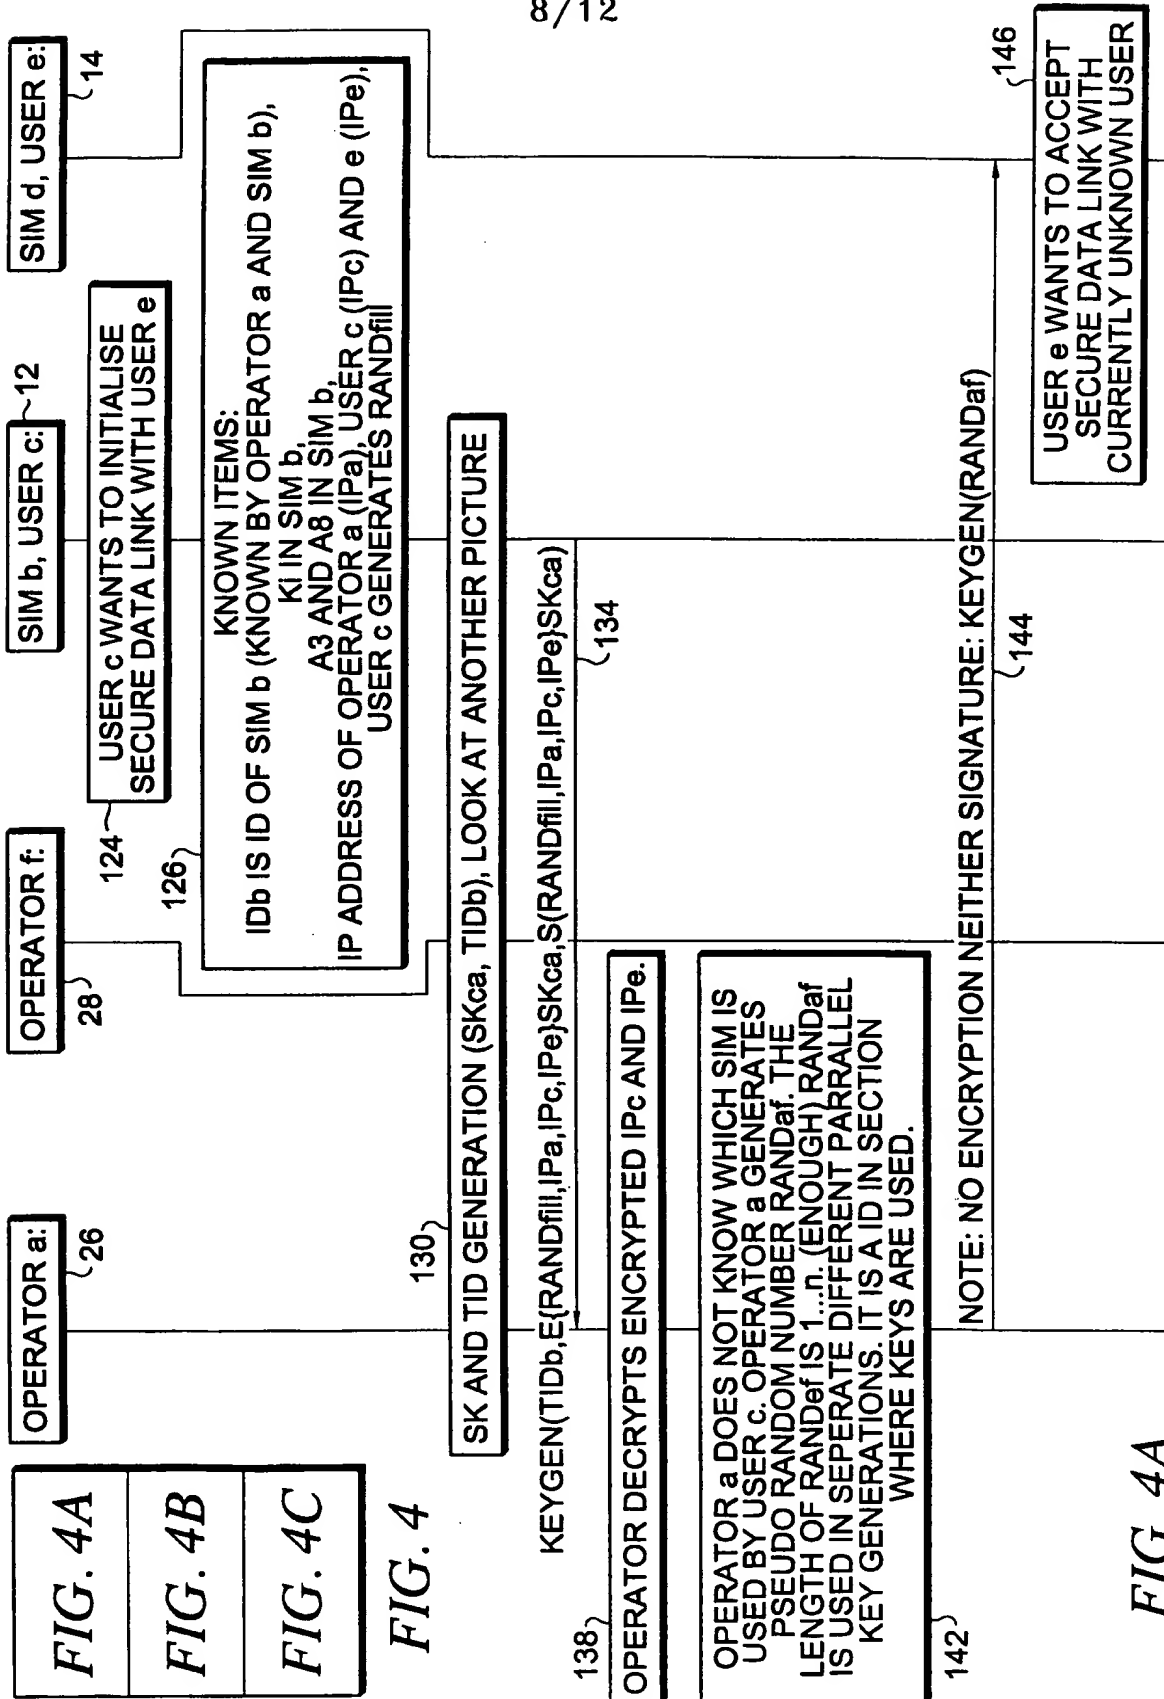 8/12
FIG. 4A
FIG. 4B
FIG. 4C
FIG. 4
OPERATOR a:
26
OPERATOR f:
28
SIM b, USER c:
12
SIM d, USER e:
14
124
USER c WANTS TO INITIALISE
SECURE DATA LINK WITH USER e
126
KNOWN ITEMS:
IDb IS ID OF SIM b (KNOWN BY OPERATOR a AND SIM b),
Ki IN SIM b,
A3 AND A8 IN SIM b,
IP ADDRESS OF OPERATOR a (IPa), USER c (IPc) AND e (IPe),
USER c GENERATES RANDfill
130
SK AND TID GENERATION (SKca, TIDb), LOOK AT ANOTHER PICTURE
KEYGEN(TIDb,E{RANDfill,IPa,IPc,IPe}SKca,S(RANDfill,IPa,IPc,IPe}SKca)
134
138
OPERATOR DECRYPTS ENCRYPTED IPc AND IPe.
OPERATOR a DOES NOT KNOW WHICH SIM IS
USED BY USER c. OPERATOR a GENERATES
PSEUDO RANDOM NUMBER RANDaf. THE
LENGTH OF RANDef IS 1...n. (ENOUGH) RANDaf
IS USED IN SEPERATE DIFFERENT PARRALEL
KEY GENERATIONS. IT IS A ID IN SECTION
WHERE KEYS ARE USED.
142
NOTE: NO ENCRYPTION NEITHER SIGNATURE: KEYGEN(RANDaf)
144
146
USER e WANTS TO ACCEPT
SECURE DATA LINK WITH
CURRENTLY UNKNOWN USER
FIG. 4A